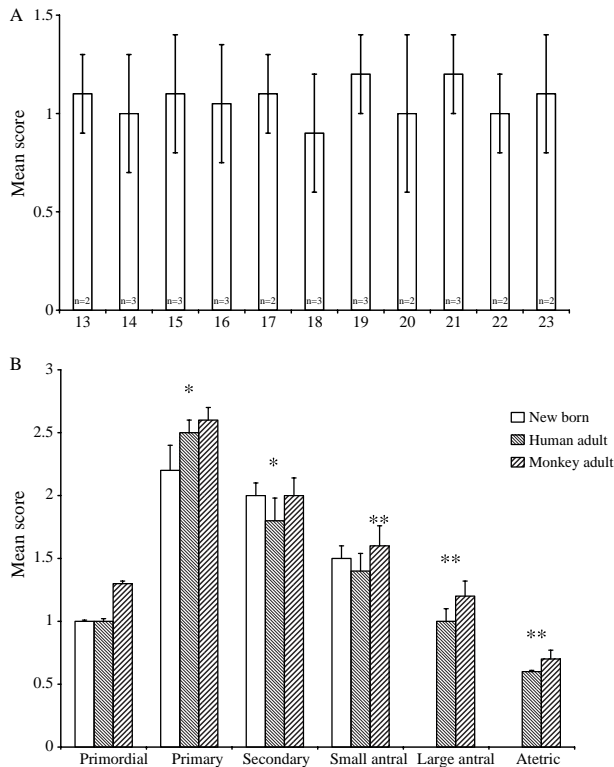 A
1.5
1
0.5
0
Mean score
n=2 n=3 n=3 n=3 n=2 n=3 n=3 n=2 n=3 n=2 n=2
13 14 15 16 17 18 19 20 21 22 23
B
3
2.5
2
1.5
1
0.5
0
Mean score
* * ** ** **
New born
Human adult
Monkey adult
Primordial Primary Secondary Small antral Large antral Atetric